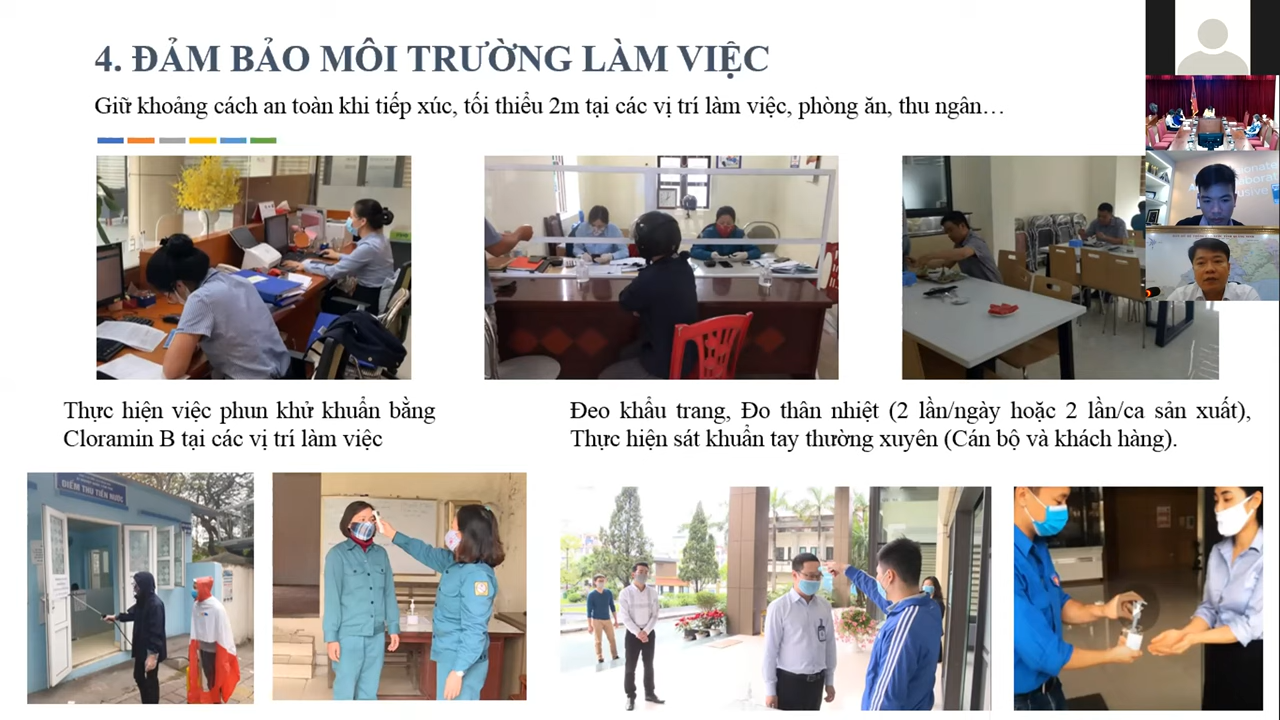 4. ĐẢM BẢO MÔI TRƯỜNG LÀM VIỆC
Giữ khoảng cách an toàn khi tiếp xúc, tối thiểu 2m tại các vị trí làm việc, phòng ăn, thu ngân…
Thực hiện việc phun khử khuẩn bằng
Cloramin B tại các vị trí làm việc
Đeo khẩu trang, Đo thân nhiệt (2 lần/ngày hoặc 2 lần/ca sản xuất),
Thực hiện sát khuẩn tay thường xuyên (Cán bộ và khách hàng).
ĐIỂM THU TIỀN NƯỚC